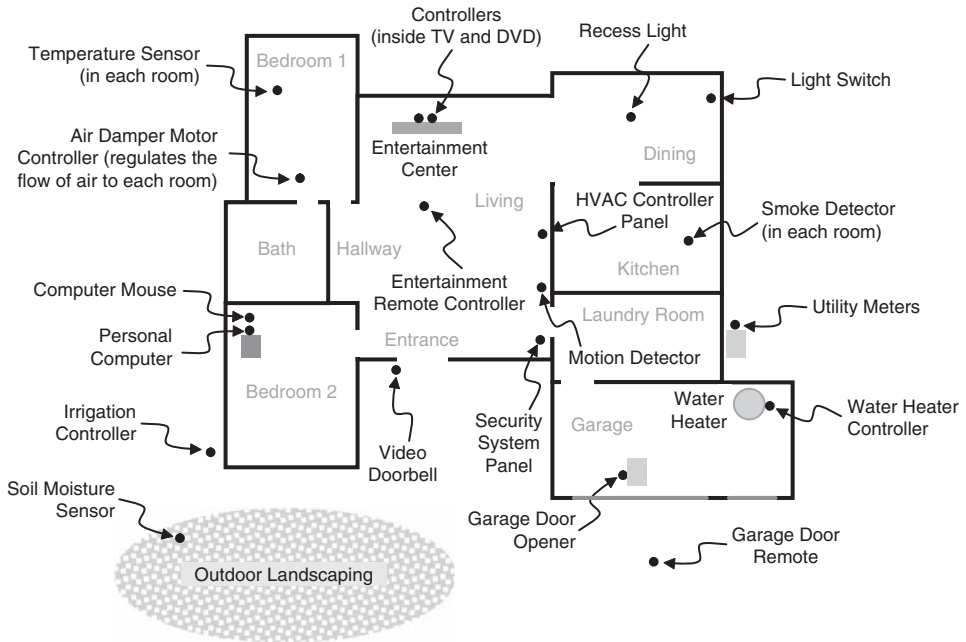 Controllers
(inside TV and DVD)
Recess Light
Temperature Sensor
(in each room)
Bedroom 1
Light Switch
Air Damper Motor
Controller (regulates the
flow of air to each room)
Entertainment
Center
Dining
Living
HVAC Controller
Panel
Smoke Detector
(in each room)
Bath
Hallway
Kitchen
Entertainment
Remote Controller
Computer Mouse
Personal
Computer
Laundry Room
Utility Meters
Entrance
Motion Detector
Bedroom 2
Irrigation
Controller
Video
Doorbell
Security
System
Panel
Garage
Water
Heater
Water Heater
Controller
Soil Moisture
Sensor
Garage Door
Opener
Garage Door
Remote
Outdoor Landscaping